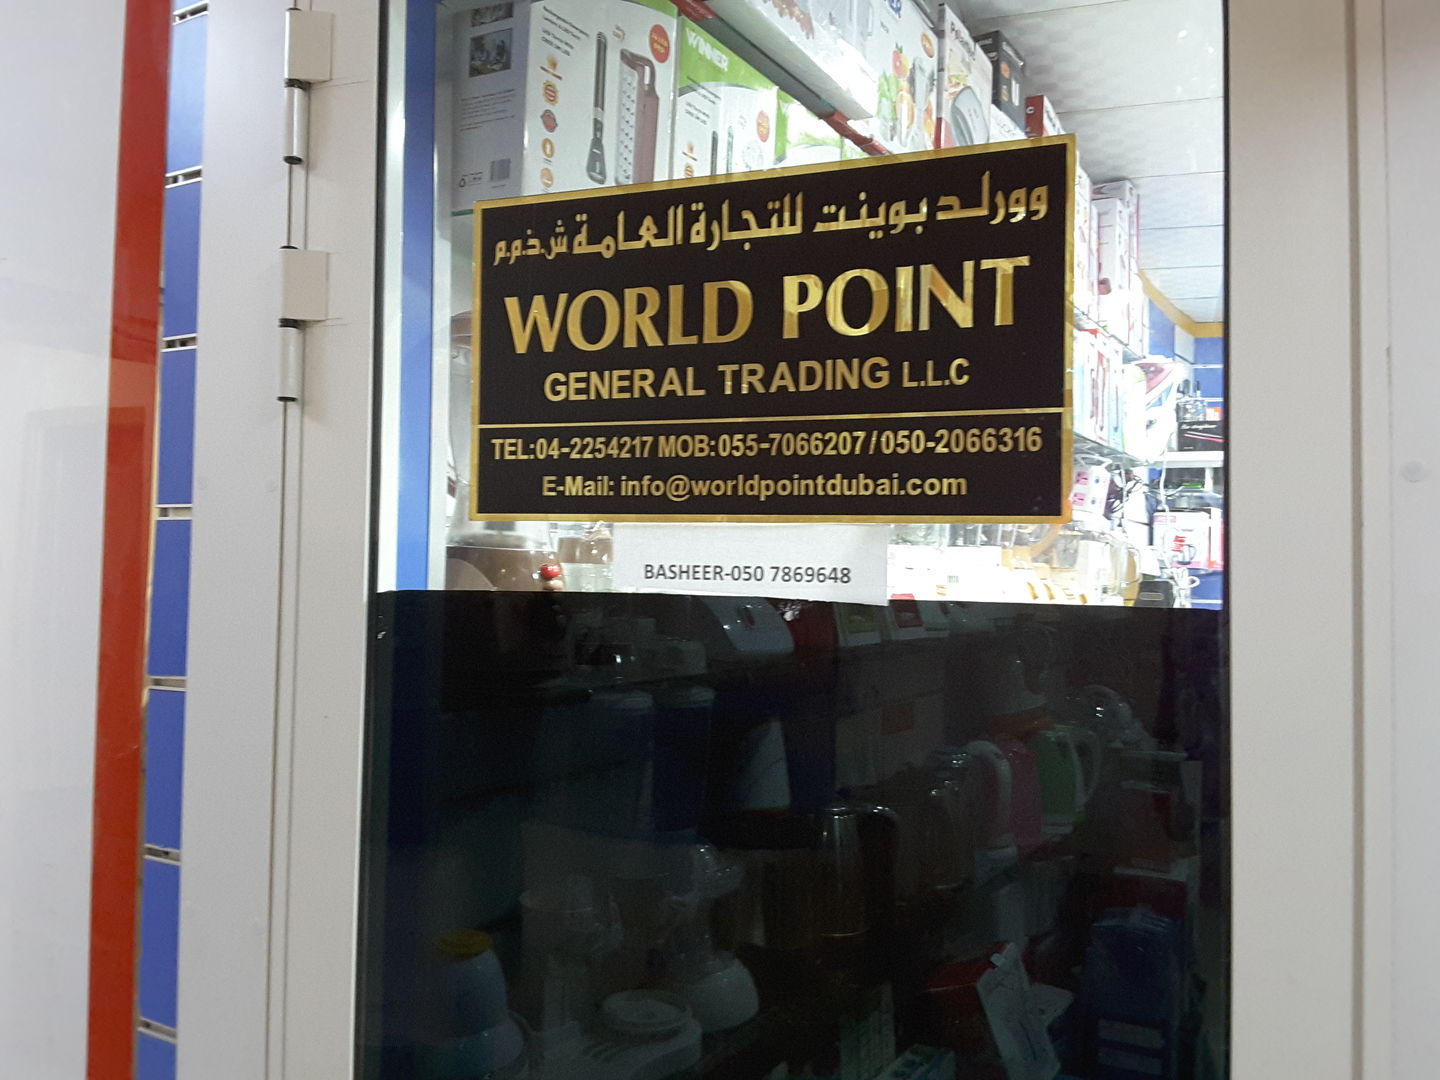 وورلد بوينت للتجارة العامة ش.ذ.م.م
WORLD POINT
GENERAL TRADING L.L.C
TEL:04-2254217 MOB:055-7066207/050-2066316
E-Mail: info@worldpointdubai.com
BASHEER-050 7869648
WINNER